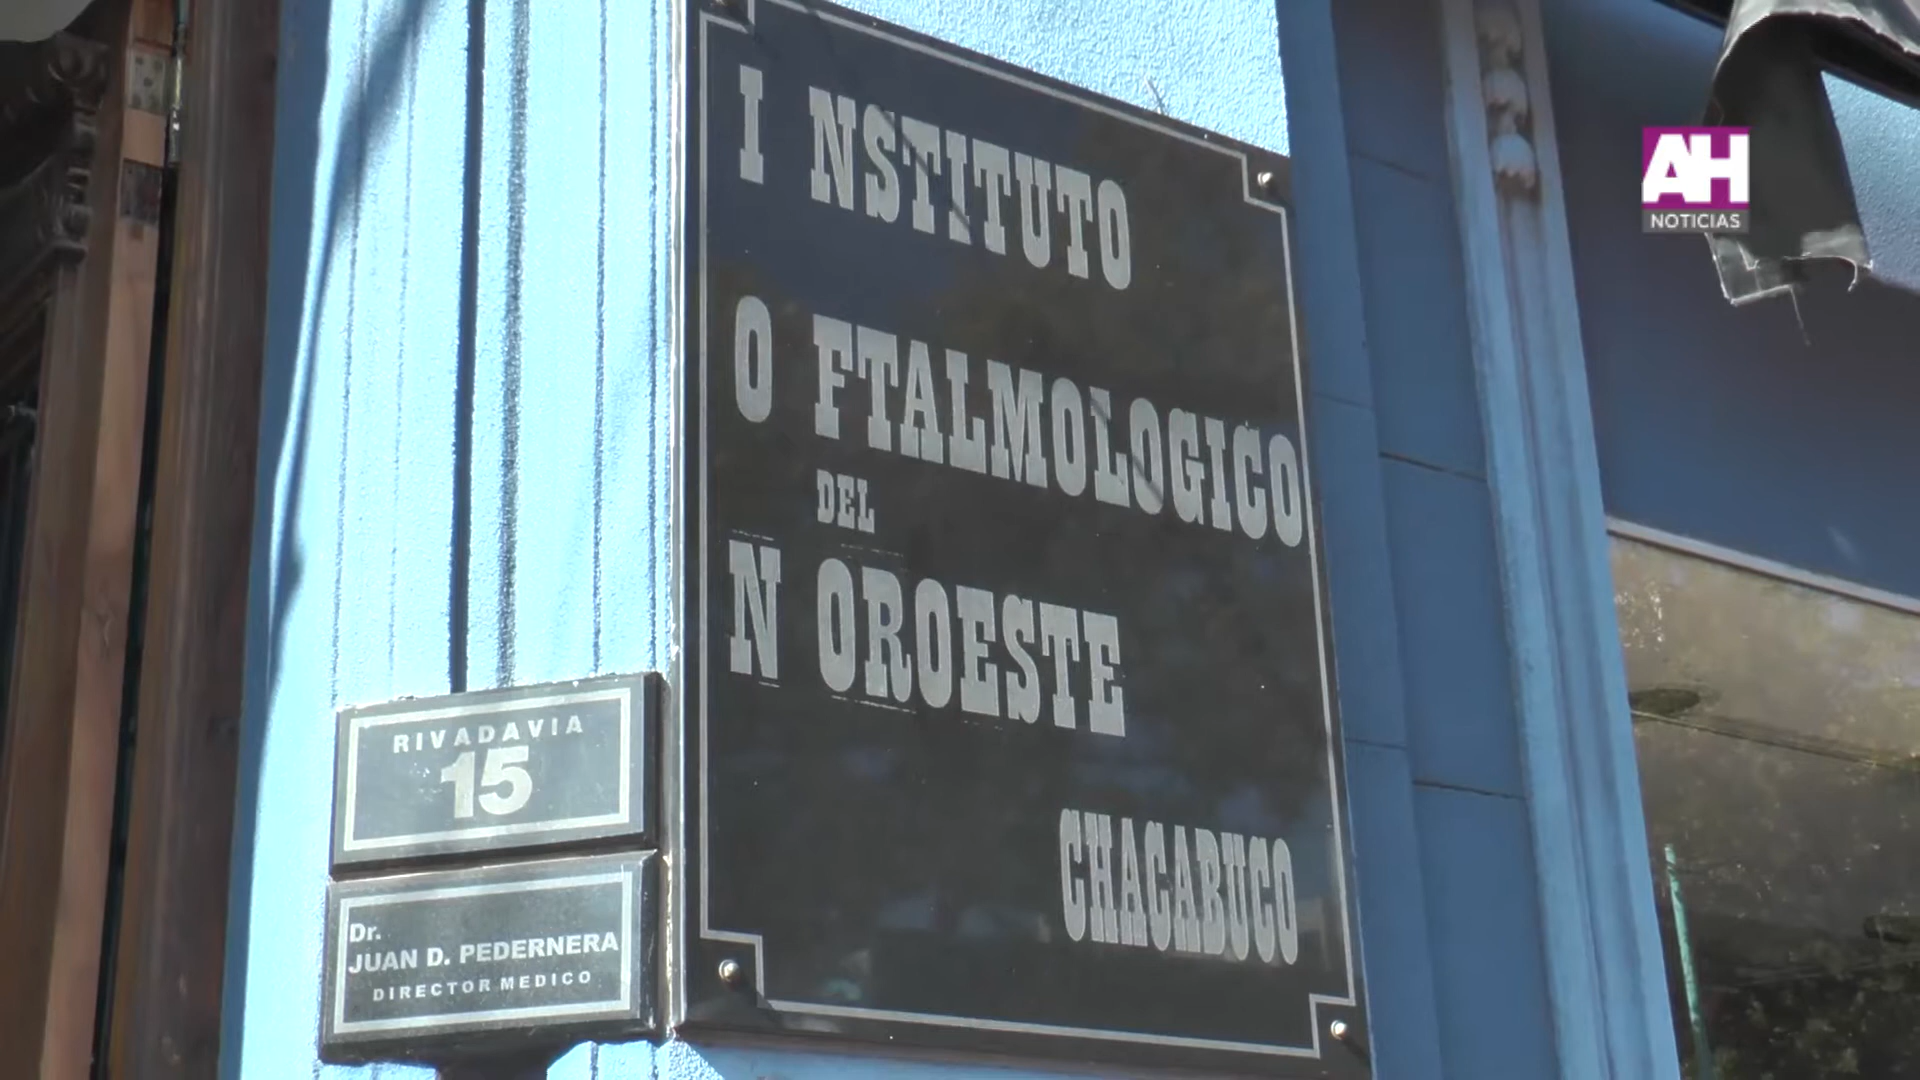 I NSTITUTO
O FTALMOLOGICO
DEL
N OROESTE
CHACABUCO
RIVADAVIA
15
Dr.
JUAN D. PEDERNERA
DIRECTOR MEDICO
AH
NOTICIAS